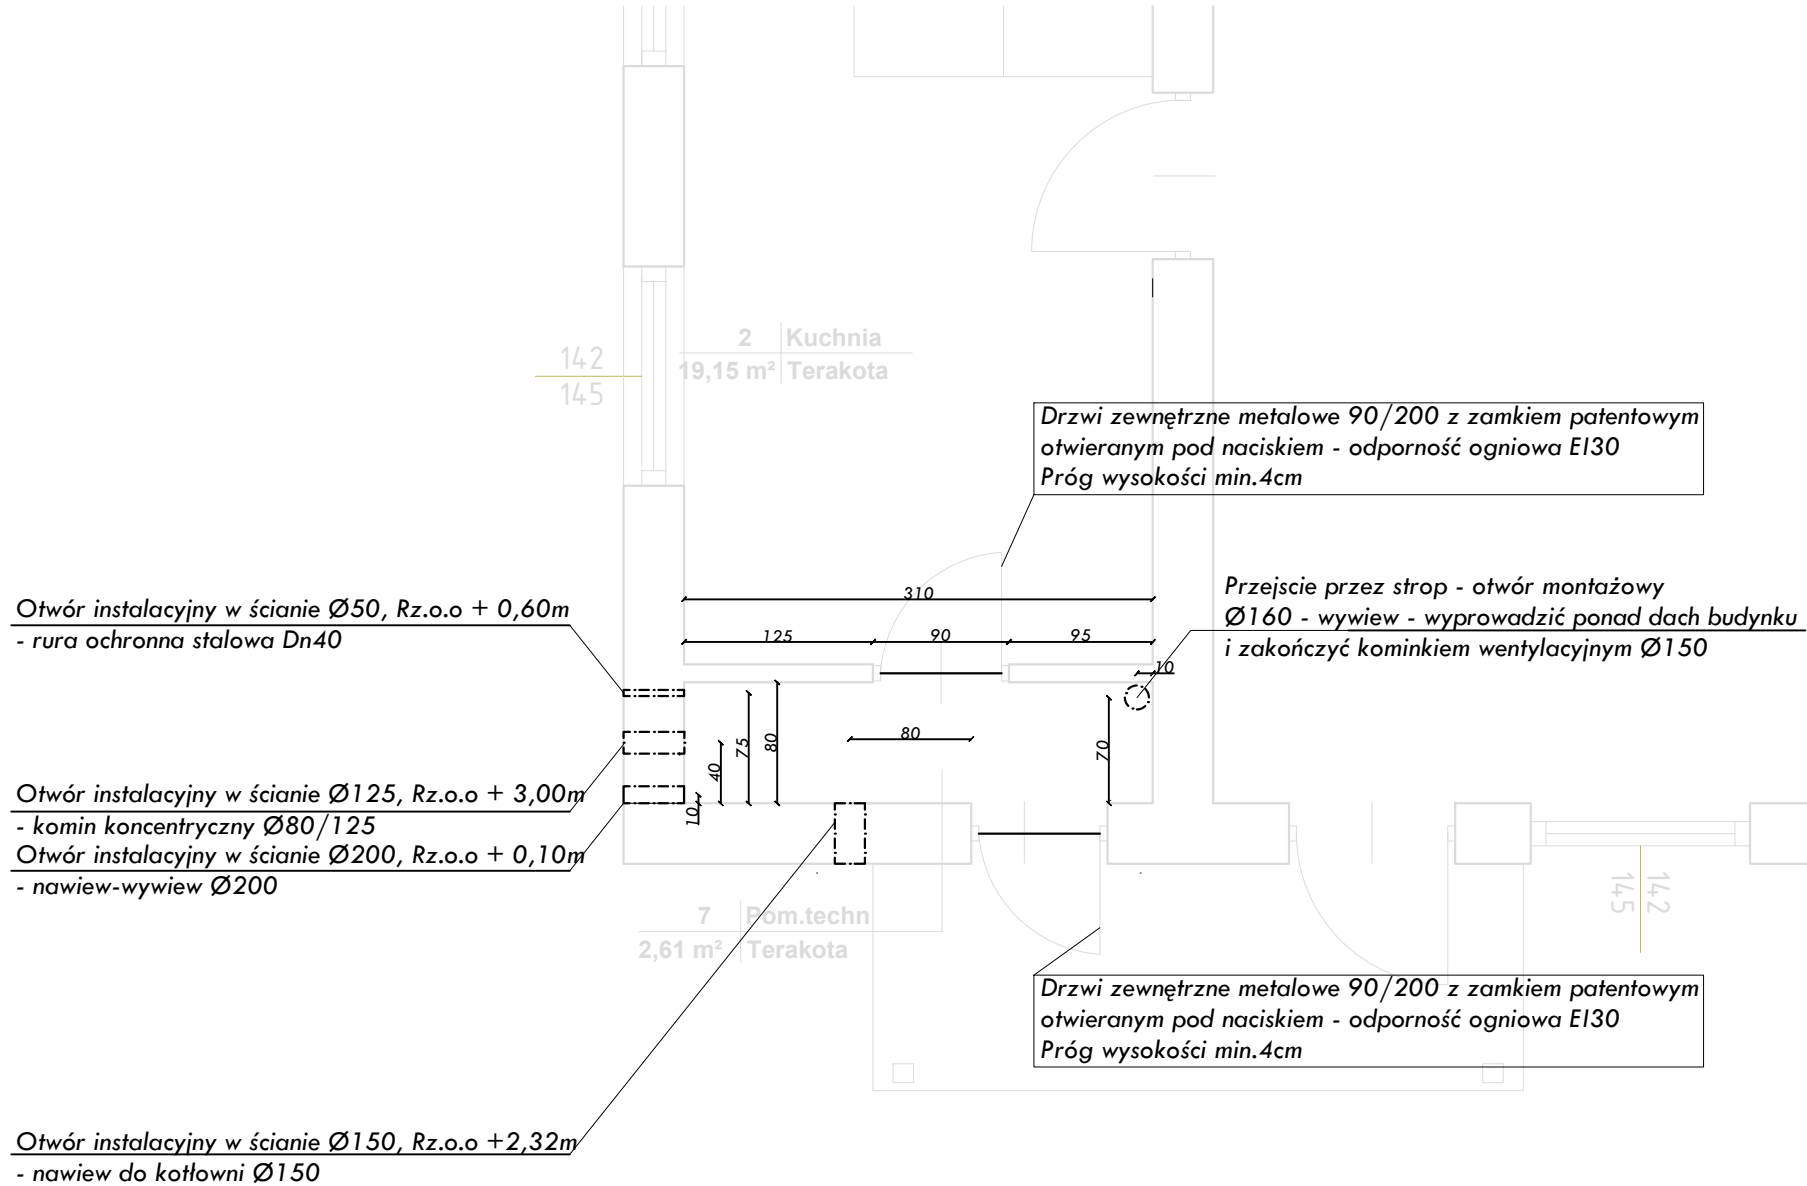 2 Kuchnia
19,15 m² Terakota
142
145
Drzwi zewnętrzne metalowe 90/200 z zamkiem patentowym
otwieranym pod naciskiem - odporność ogniowa EI30
Próg wysokości min.4cm
Otwór instalacyjny w ścianie Ø50, Rz.o.o + 0,60m
- rura ochronna stalowa Dn40
310
125 90 95
10
Przejscie przez strop - otwór montażowy
Ø160 - wywiew - wyprowadzić ponad dach budynku
i zakończyć kominkiem wentylacyjnym Ø150
10 40 75 80
80
70
Otwór instalacyjny w ścianie Ø125, Rz.o.o + 3,00m
- komin koncentryczny Ø80/125
Otwór instalacyjny w ścianie Ø200, Rz.o.o + 0,10m
- nawiew-wywiew Ø200
7 Pom.techn
2,61 m² Terakota
142
145
Drzwi zewnętrzne metalowe 90/200 z zamkiem patentowym
otwieranym pod naciskiem - odporność ogniowa EI30
Próg wysokości min.4cm
Otwór instalacyjny w ścianie Ø150, Rz.o.o +2,32m
- nawiew do kotłowni Ø150